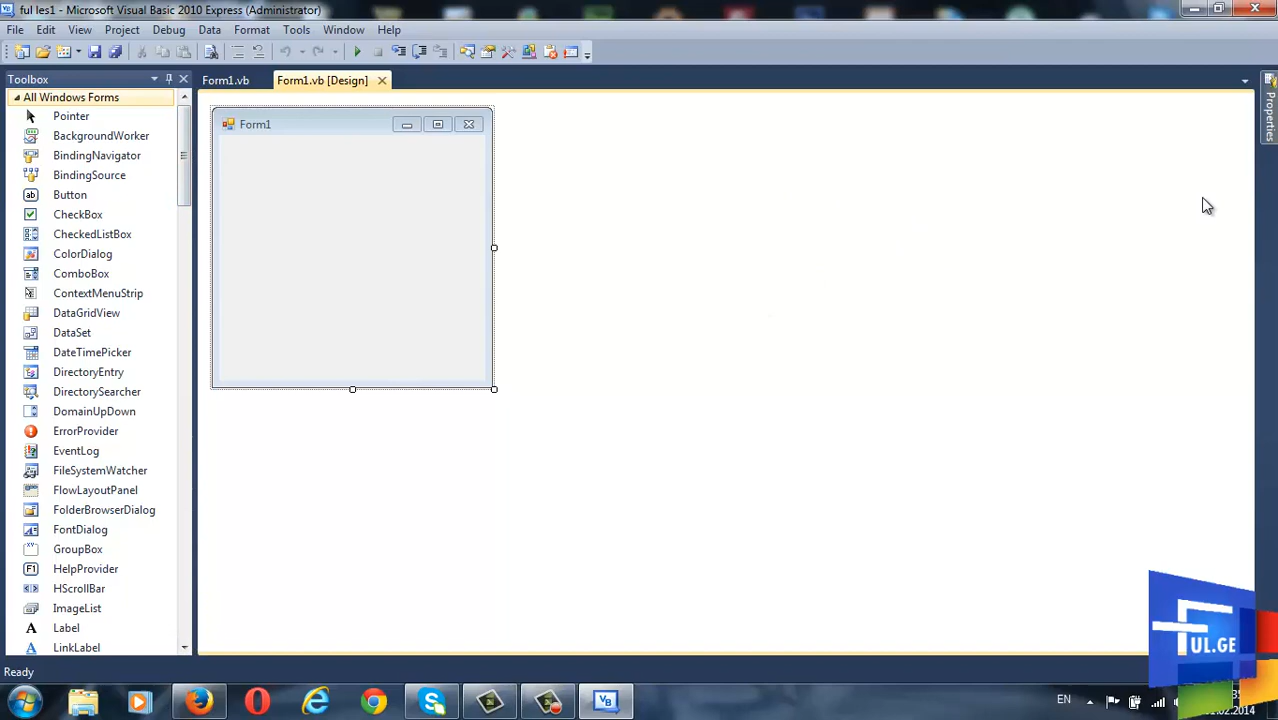 ful les1 - Microsoft Visual Basic 2010 Express (Administrator)
File Edit View Project Debug Data Format Tools Window Help
Toolbox
Form1.vb
Form1.vb [Design]
All Windows Forms
Pointer
BackgroundWorker
BindingNavigator
BindingSource
Button
CheckBox
CheckedListBox
ColorDialog
ComboBox
ContextMenuStrip
DataGridView
DataSet
DateTimePicker
DirectoryEntry
DirectorySearcher
DomainUpDown
ErrorProvider
EventLog
FileSystemWatcher
FlowLayoutPanel
FolderBrowserDialog
FontDialog
GroupBox
HelpProvider
HScrollBar
ImageList
Label
LinkLabel
Form1
Properties
Ready
FUL.GE
EN
.02.2014